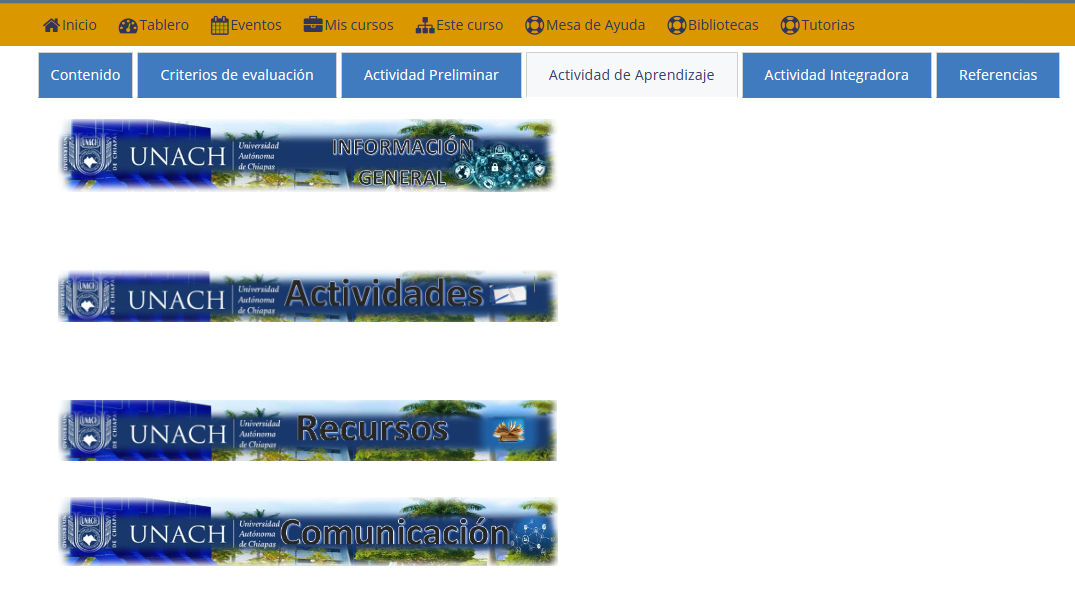 Inicio Tablero Eventos Mis cursos Este curso Mesa de Ayuda Bibliotecas Tutorias
Contenido Criterios de evaluación Actividad Preliminar Actividad de Aprendizaje Actividad Integradora Referencias
UNACH Universidad Autónoma de Chiapas
INFORMACIÓN
GENERAL
UNACH Universidad Autónoma de Chiapas Actividades
UNACH Universidad Autónoma de Chiapas Recursos
UNACH Universidad Autónoma de Chiapas Comunicación